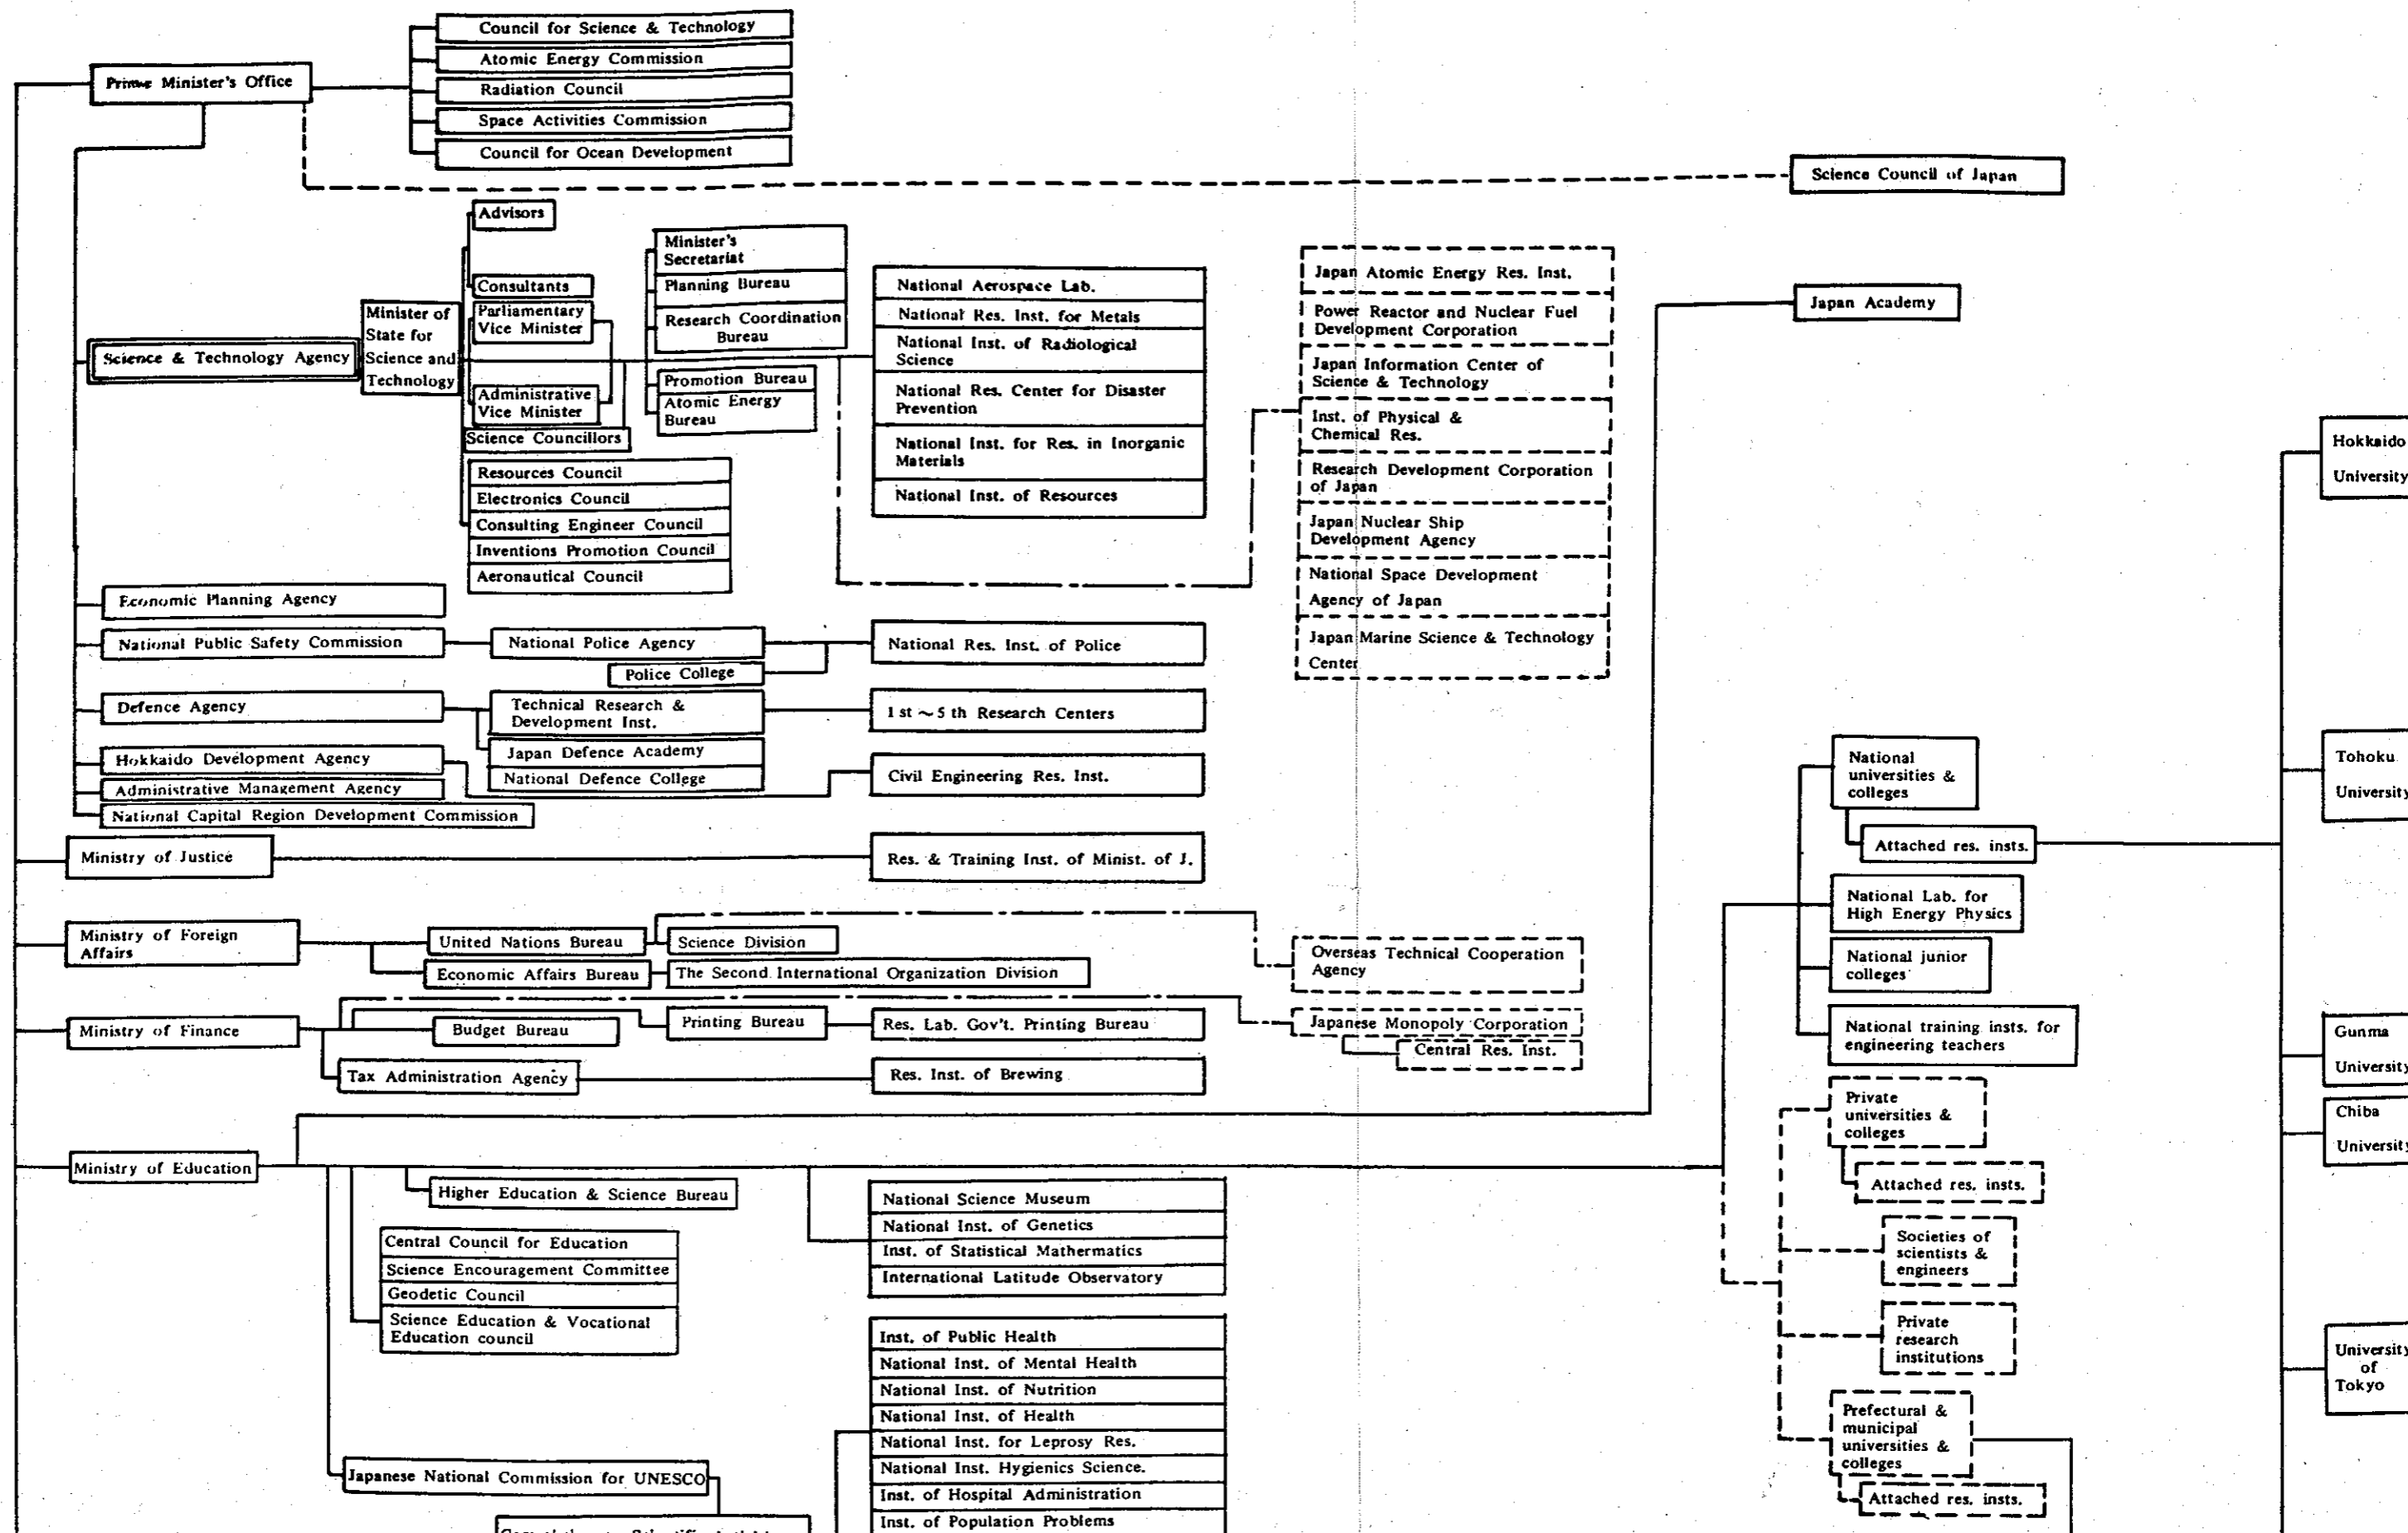 Council for Science & Technology
Atomic Energy Commission
Prime Minister's Office
Radiation Council
Space Activities Commission
Council for Ocean Development
Science Council of Japan
Advisors
Consultants
Parliamentary
Vice Minister
Minister of
State for
Science and
Technology
Science & Technology Agency
Administrative
Vice Minister
Science Councillors
Resources Council
Electronics Council
Consulting Engineer Council
Inventions Promotion Council
Aeronautical Council
Minister's
Secretariat
Planning Bureau
Research Coordination
Bureau
Promotion Bureau
Atomic Energy
Bureau
National Aerospace Lab.
National Res. Inst. for Metals
National Inst. of Radiological
Science
National Res. Center for Disaster
Prevention
National Inst. for Res. in Inorganic
Materials
National Inst. of Resources
Japan Atomic Energy Res. Inst.
Power Reactor and Nuclear Fuel
Development Corporation
Japan Information Center of
Science & Technology
Inst. of Physical &
Chemical Res.
Research Development Corporation
of Japan
Japan Nuclear Ship
Development Agency
National Space Development
Agency of Japan
Japan Marine Science & Technology
Center
Japan Academy
Economic Planning Agency
National Public Safety Commission
National Police Agency
National Res. Inst. of Police
Police College
Defence Agency
Technical Research &
Development Inst.
1 st ~ 5 th Research Centers
Japan Defence Academy
National Defence College
Hokkaido Development Agency
Civil Engineering Res. Inst.
Administrative Management Agency
National Capital Region Development Commission
Ministry of Justice
Res. & Training Inst. of Minist. of J.
Ministry of Foreign
Affairs
United Nations Bureau
Science Division
Economic Affairs Bureau
The Second International Organization Division
Overseas Technical Cooperation
Agency
Ministry of Finance
Budget Bureau
Printing Bureau
Res. Lab. Gov't. Printing Bureau
Japanese Monopoly Corporation
Central Res. Inst.
Tax Administration Agency
Res. Inst. of Brewing
Ministry of Education
Higher Education & Science Bureau
Central Council for Education
Science Encouragement Committee
Geodetic Council
Science Education & Vocational
Education council
Japanese National Commission for UNESCO
National Science Museum
National Inst. of Genetics
Inst. of Statistical Mathermatics
International Latitude Observatory
Inst. of Public Health
National Inst. of Mental Health
National Inst. of Nutrition
National Inst. of Health
National Inst. for Leprosy Res.
National Inst. Hygienics Science.
Inst. of Hospital Administration
Inst. of Population Problems
National
universities &
colleges
Attached res. insts.
National Lab. for
High Energy Physics
National junior
colleges
National training insts. for
engineering teachers
Private
universities &
colleges
Attached res. insts.
Societies of
scientists &
engineers
Private
research
institutions
Prefectural &
municipal
universities &
colleges
Attached res. insts.
Hokkaido
University
Tohoku
University
Gunma
University
Chiba
University
University
of
Tokyo